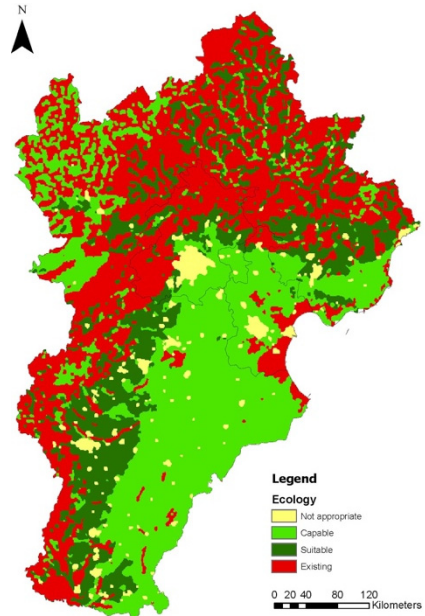 N
Legend
Ecology
Not appropriate
Capable
Suitable
Existing
0 20 40 80 120
Kilometers